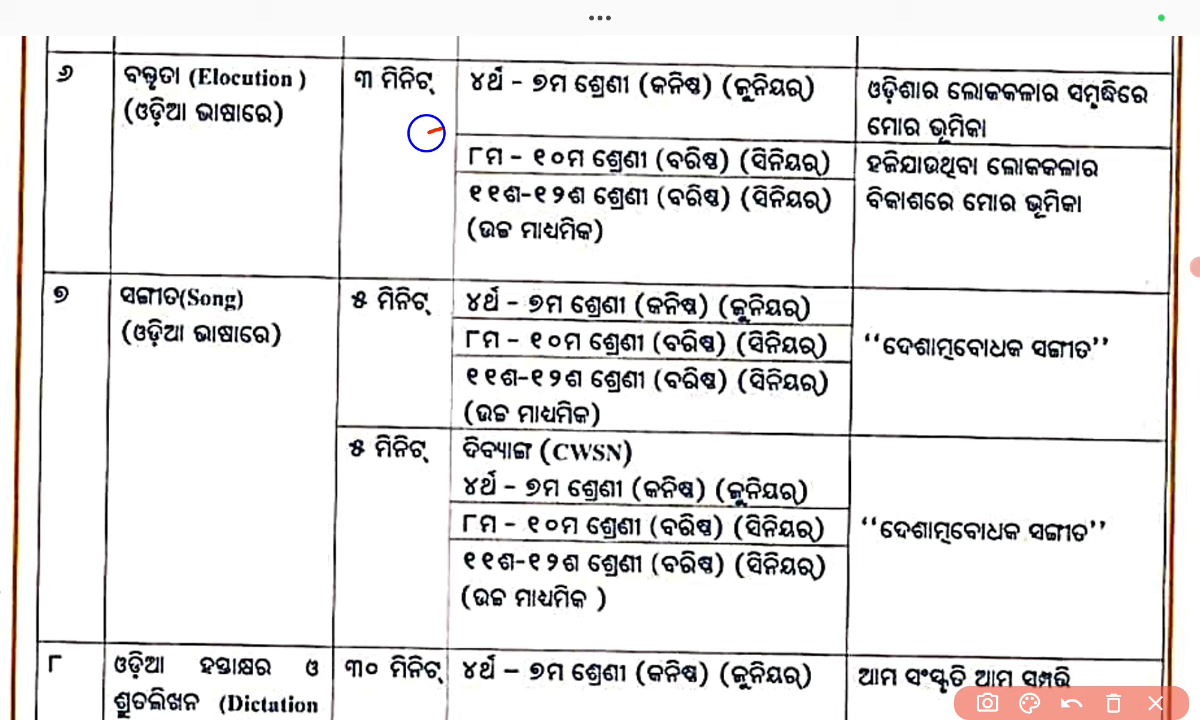 ୬
ବକ୍ତୃତା (Elocution )
(ଓଡ଼ିଆ ଭାଷାରେ)
୩ ମିନିଟ୍
୪ର୍ଥ - ୭ମ ଶ୍ରେଣୀ (କନିଷ୍ଠ) (ଜୁନିୟର୍)
ଓଡ଼ିଶାର ଲୋକକଳାର ସମୃଦ୍ଧିରେ
ମୋର ଭୂମିକା
୮ମ - ୧୦ମ ଶ୍ରେଣୀ (ବରିଷ୍ଠ) (ସିନିୟର୍)
୧୧ଶ-୧୨ଶ ଶ୍ରେଣୀ (ବରିଷ୍ଠ) (ସିନିୟର୍)
(ଉଚ୍ଚ ମାଧ୍ୟମିକ)
ହଜିଯାଉଥିବା ଲୋକକଳାର
ବିକାଶରେ ମୋର ଭୂମିକା
୭
ସଙ୍ଗୀତ(Song)
(ଓଡ଼ିଆ ଭାଷାରେ)
୫ ମିନିଟ୍
୪ର୍ଥ - ୭ମ ଶ୍ରେଣୀ (କନିଷ୍ଠ) (ଜୁନିୟର୍)
୮ମ - ୧୦ମ ଶ୍ରେଣୀ (ବରିଷ୍ଠ) (ସିନିୟର୍)
୧୧ଶ-୧୨ଶ ଶ୍ରେଣୀ (ବରିଷ୍ଠ) (ସିନିୟର୍)
(ଉଚ୍ଚ ମାଧ୍ୟମିକ)
‘‘ଦେଶାତ୍ମବୋଧକ ସଙ୍ଗୀତ’’
୫ ମିନିଟ୍
ଦିବ୍ୟାଙ୍ଗ (CWSN)
୪ର୍ଥ - ୭ମ ଶ୍ରେଣୀ (କନିଷ୍ଠ) (ଜୁନିୟର୍)
୮ମ - ୧୦ମ ଶ୍ରେଣୀ (ବରିଷ୍ଠ) (ସିନିୟର୍)
୧୧ଶ-୧୨ଶ ଶ୍ରେଣୀ (ବରିଷ୍ଠ) (ସିନିୟର୍)
(ଉଚ୍ଚ ମାଧ୍ୟମିକ )
‘‘ଦେଶାତ୍ମବୋଧକ ସଙ୍ଗୀତ’’
୮
ଓଡ଼ିଆ ହସ୍ତାକ୍ଷର ଓ
ଶ୍ରୁତଲିଖନ (Dictation
୩୦ ମିନିଟ୍
୪ର୍ଥ - ୭ମ ଶ୍ରେଣୀ (କନିଷ୍ଠ) (ଜୁନିୟର୍)
ଆମ ସଂସ୍କୃତି ଆମ ସମ୍ପତ୍ତି